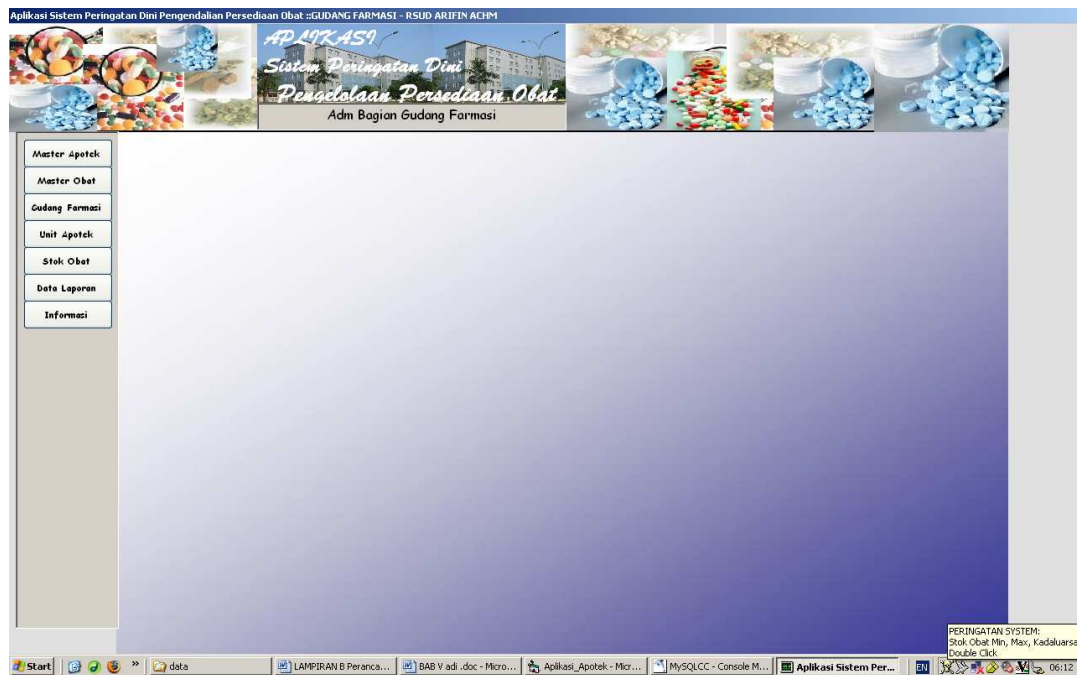 Aplikasi Sistem Peringatan Dini Pengendalian Persediaan Obat ::GUDANG FARMASI - RSUD ARIFIN ACHM
APLIKASI
Sistem Peringatan Dini
Pengelolaan Persediaan Obat
Adm Bagian Gudang Farmasi
Master Apotek
Master Obat
Gudang Farmasi
Unit Apotek
Stok Obat
Data Laporan
Informasi
PERINGATAN SYSTEM:
Stok Obat Min, Max, Kadaluarsa
Double Click
Start » data LAMPIRAN B Peranca... BAB V adi .doc - Micro... Aplikasi_Apotek - Micr... MySQLCC - Console M... Aplikasi Sistem Per... EN 06:12